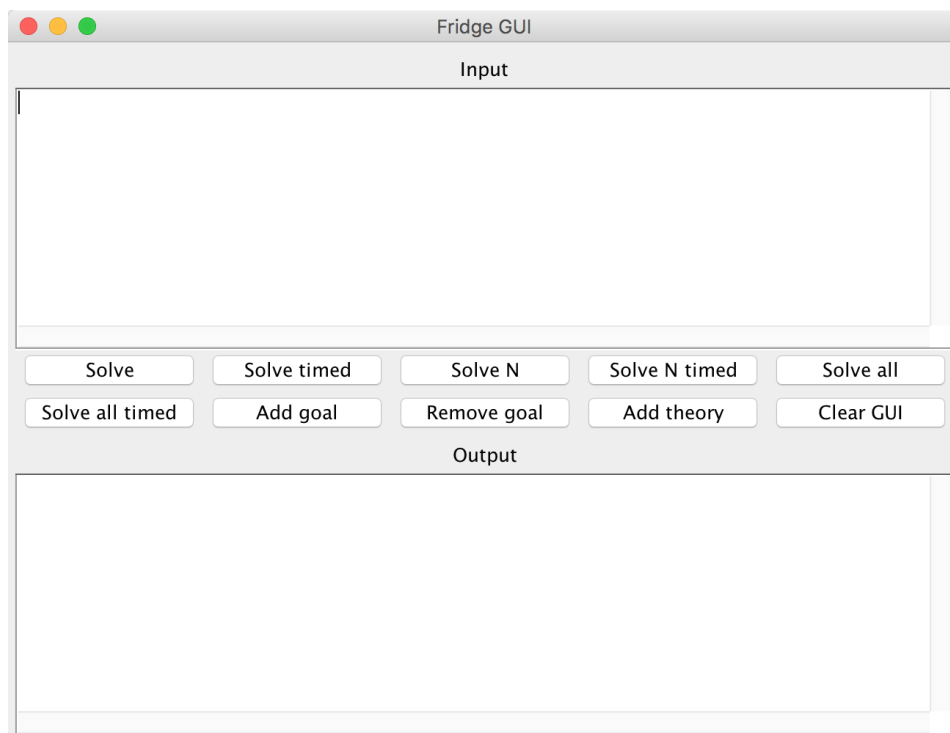 Fridge GUI
Input
Solve Solve timed Solve N Solve N timed Solve all
Solve all timed Add goal Remove goal Add theory Clear GUI
Output